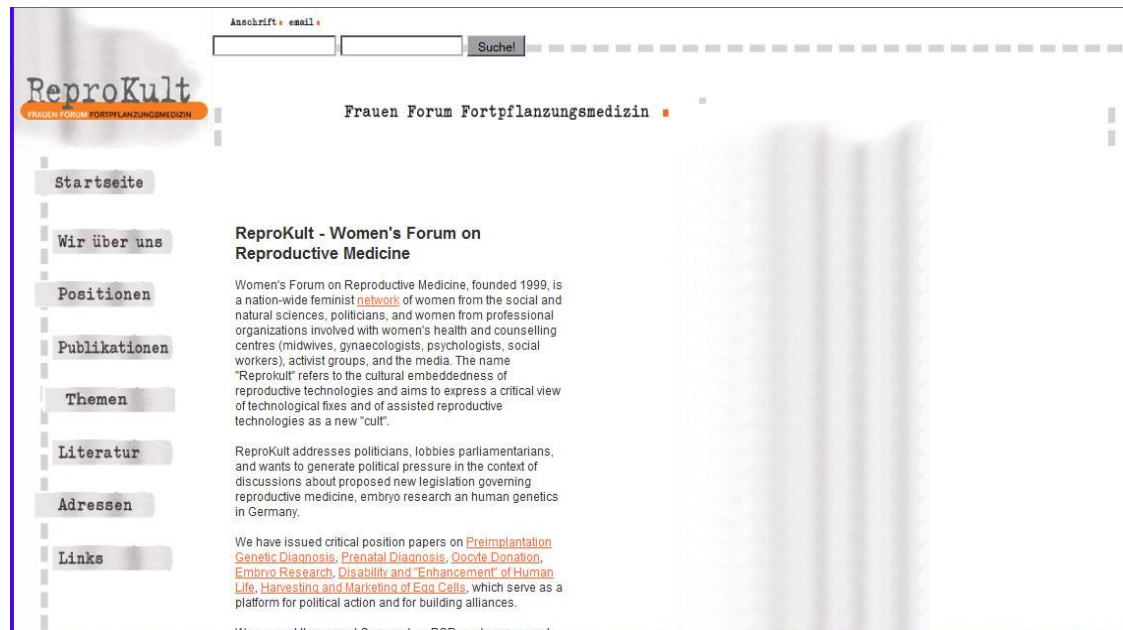 Anschrift email
Suche!
ReproKult
FRAUEN FORUM FORTPFLANZUNGSMEDIZIN
Frauen Forum Fortpflanzungsmedizin
Startseite
Wir über uns
Positionen
Publikationen
Themen
Literatur
Adressen
Links
ReproKult - Women's Forum on
Reproductive Medicine
Women's Forum on Reproductive Medicine, founded 1999, is
a nation-wide feminist network of women from the social and
natural sciences, politicians, and women from professional
organizations involved with women's health and counselling
centres (midwives, gynaecologists, psychologists, social
workers), activist groups, and the media. The name
"Reprokult" refers to the cultural embeddedness of
reproductive technologies and aims to express a critical view
of technological fixes and of assisted reproductive
technologies as a new "cult".
ReproKult addresses politicians, lobbies parliamentarians,
and wants to generate political pressure in the context of
discussions about proposed new legislation governing
reproductive medicine, embryo research an human genetics
in Germany.
We have issued critical position papers on Preimplantation
Genetic Diagnosis, Prenatal Diagnosis, Oocyte Donation,
Embryo Research, Disability and "Enhancement" of Human
Life, Harvesting and Marketing of Egg Cells, which serve as a
platform for political action and for building alliances.